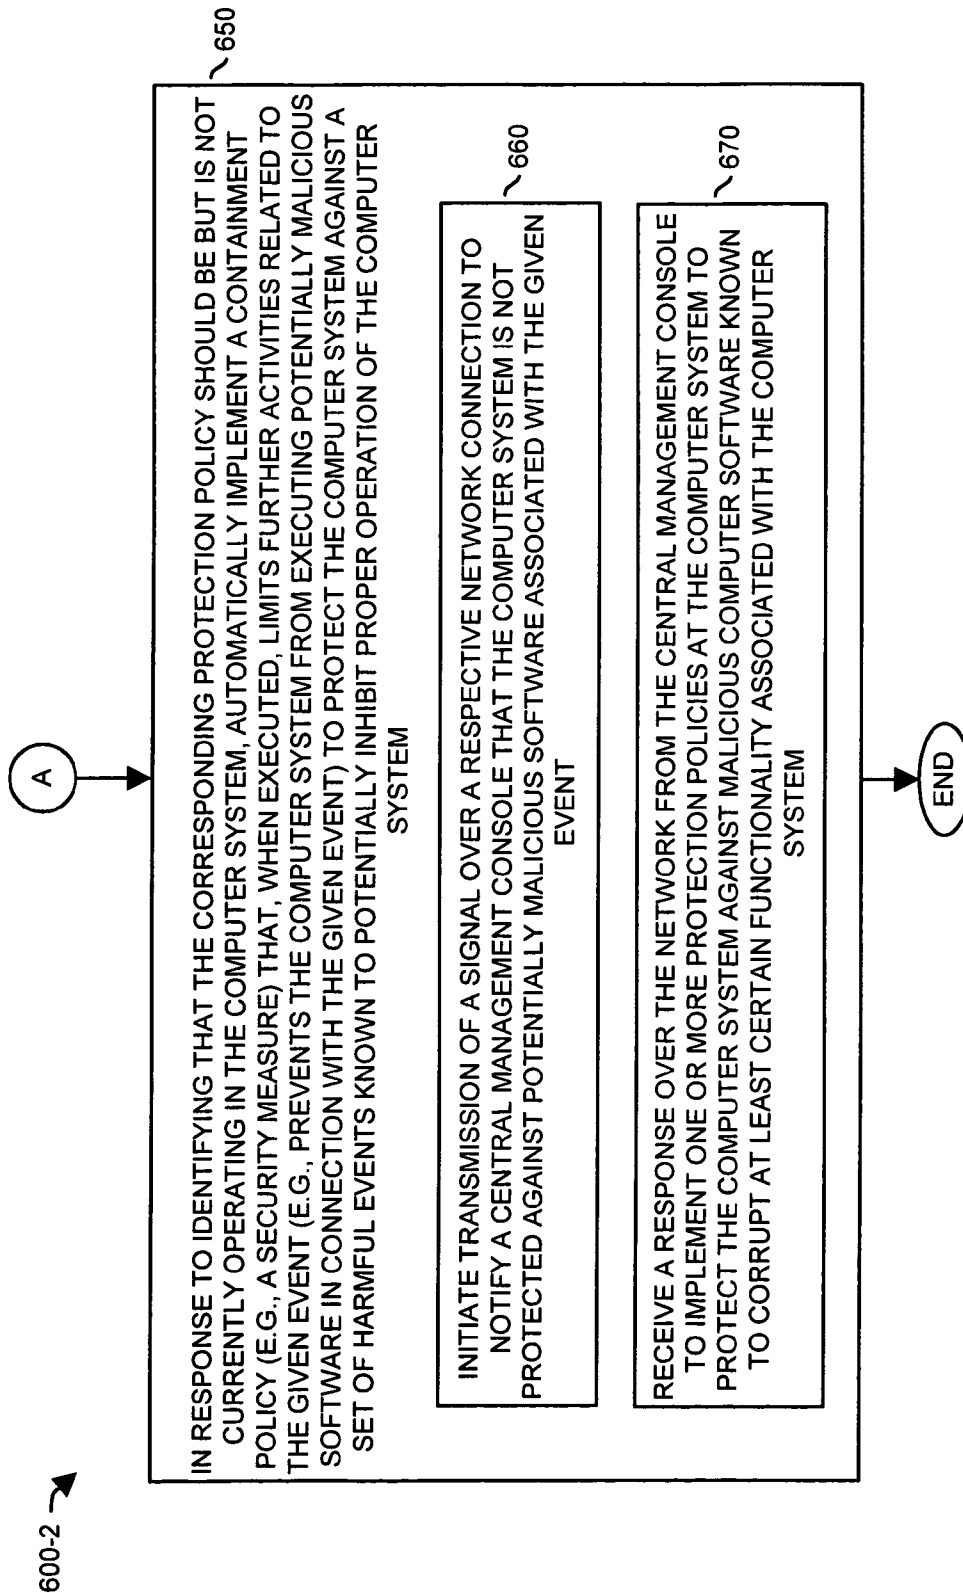 600-2
A
650
IN RESPONSE TO IDENTIFYING THAT THE CORRESPONDING PROTECTION POLICY SHOULD BE BUT IS NOT
CURRENTLY OPERATING IN THE COMPUTER SYSTEM, AUTOMATICALLY IMPLEMENT A CONTAINMENT
POLICY (E.G., A SECURITY MEASURE) THAT, WHEN EXECUTED, LIMITS FURTHER ACTIVITIES RELATED TO
THE GIVEN EVENT (E.G., PREVENTS THE COMPUTER SYSTEM FROM EXECUTING POTENTIALLY MALICIOUS
SOFTWARE IN CONNECTION WITH THE GIVEN EVENT) TO PROTECT THE COMPUTER SYSTEM AGAINST A
SET OF HARMFUL EVENTS KNOWN TO POTENTIALLY INHIBIT PROPER OPERATION OF THE COMPUTER
SYSTEM
660
INITIATE TRANSMISSION OF A SIGNAL OVER A RESPECTIVE NETWORK CONNECTION TO
NOTIFY A CENTRAL MANAGEMENT CONSOLE THAT THE COMPUTER SYSTEM IS NOT
PROTECTED AGAINST POTENTIALLY MALICIOUS SOFTWARE ASSOCIATED WITH THE GIVEN
EVENT
670
RECEIVE A RESPONSE OVER THE NETWORK FROM THE CENTRAL MANAGEMENT CONSOLE
TO IMPLEMENT ONE OR MORE PROTECTION POLICIES AT THE COMPUTER SYSTEM TO
PROTECT THE COMPUTER SYSTEM AGAINST MALICIOUS COMPUTER SOFTWARE KNOWN
TO CORRUPT AT LEAST CERTAIN FUNCTIONALITY ASSOCIATED WITH THE COMPUTER
SYSTEM
END